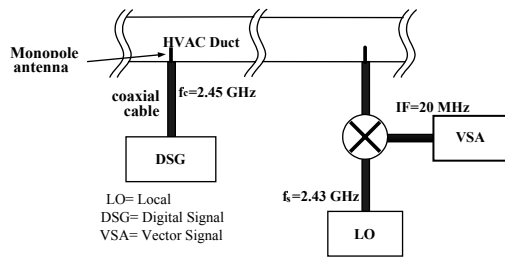 HVAC Duct
Monopole
antenna
coaxial
cable
fc=2.45 GHz
IF=20 MHz
DSG
VSA
LO= Local
DSG= Digital Signal
VSA= Vector Signal
fs=2.43 GHz
LO